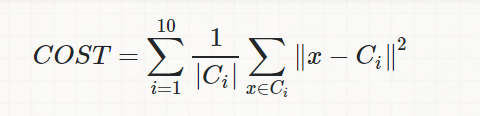 $COST = \sum_{i=1}^{10} \frac{1}{|C_i|} \sum_{x \in C_i} \|x - C_i\|^2$